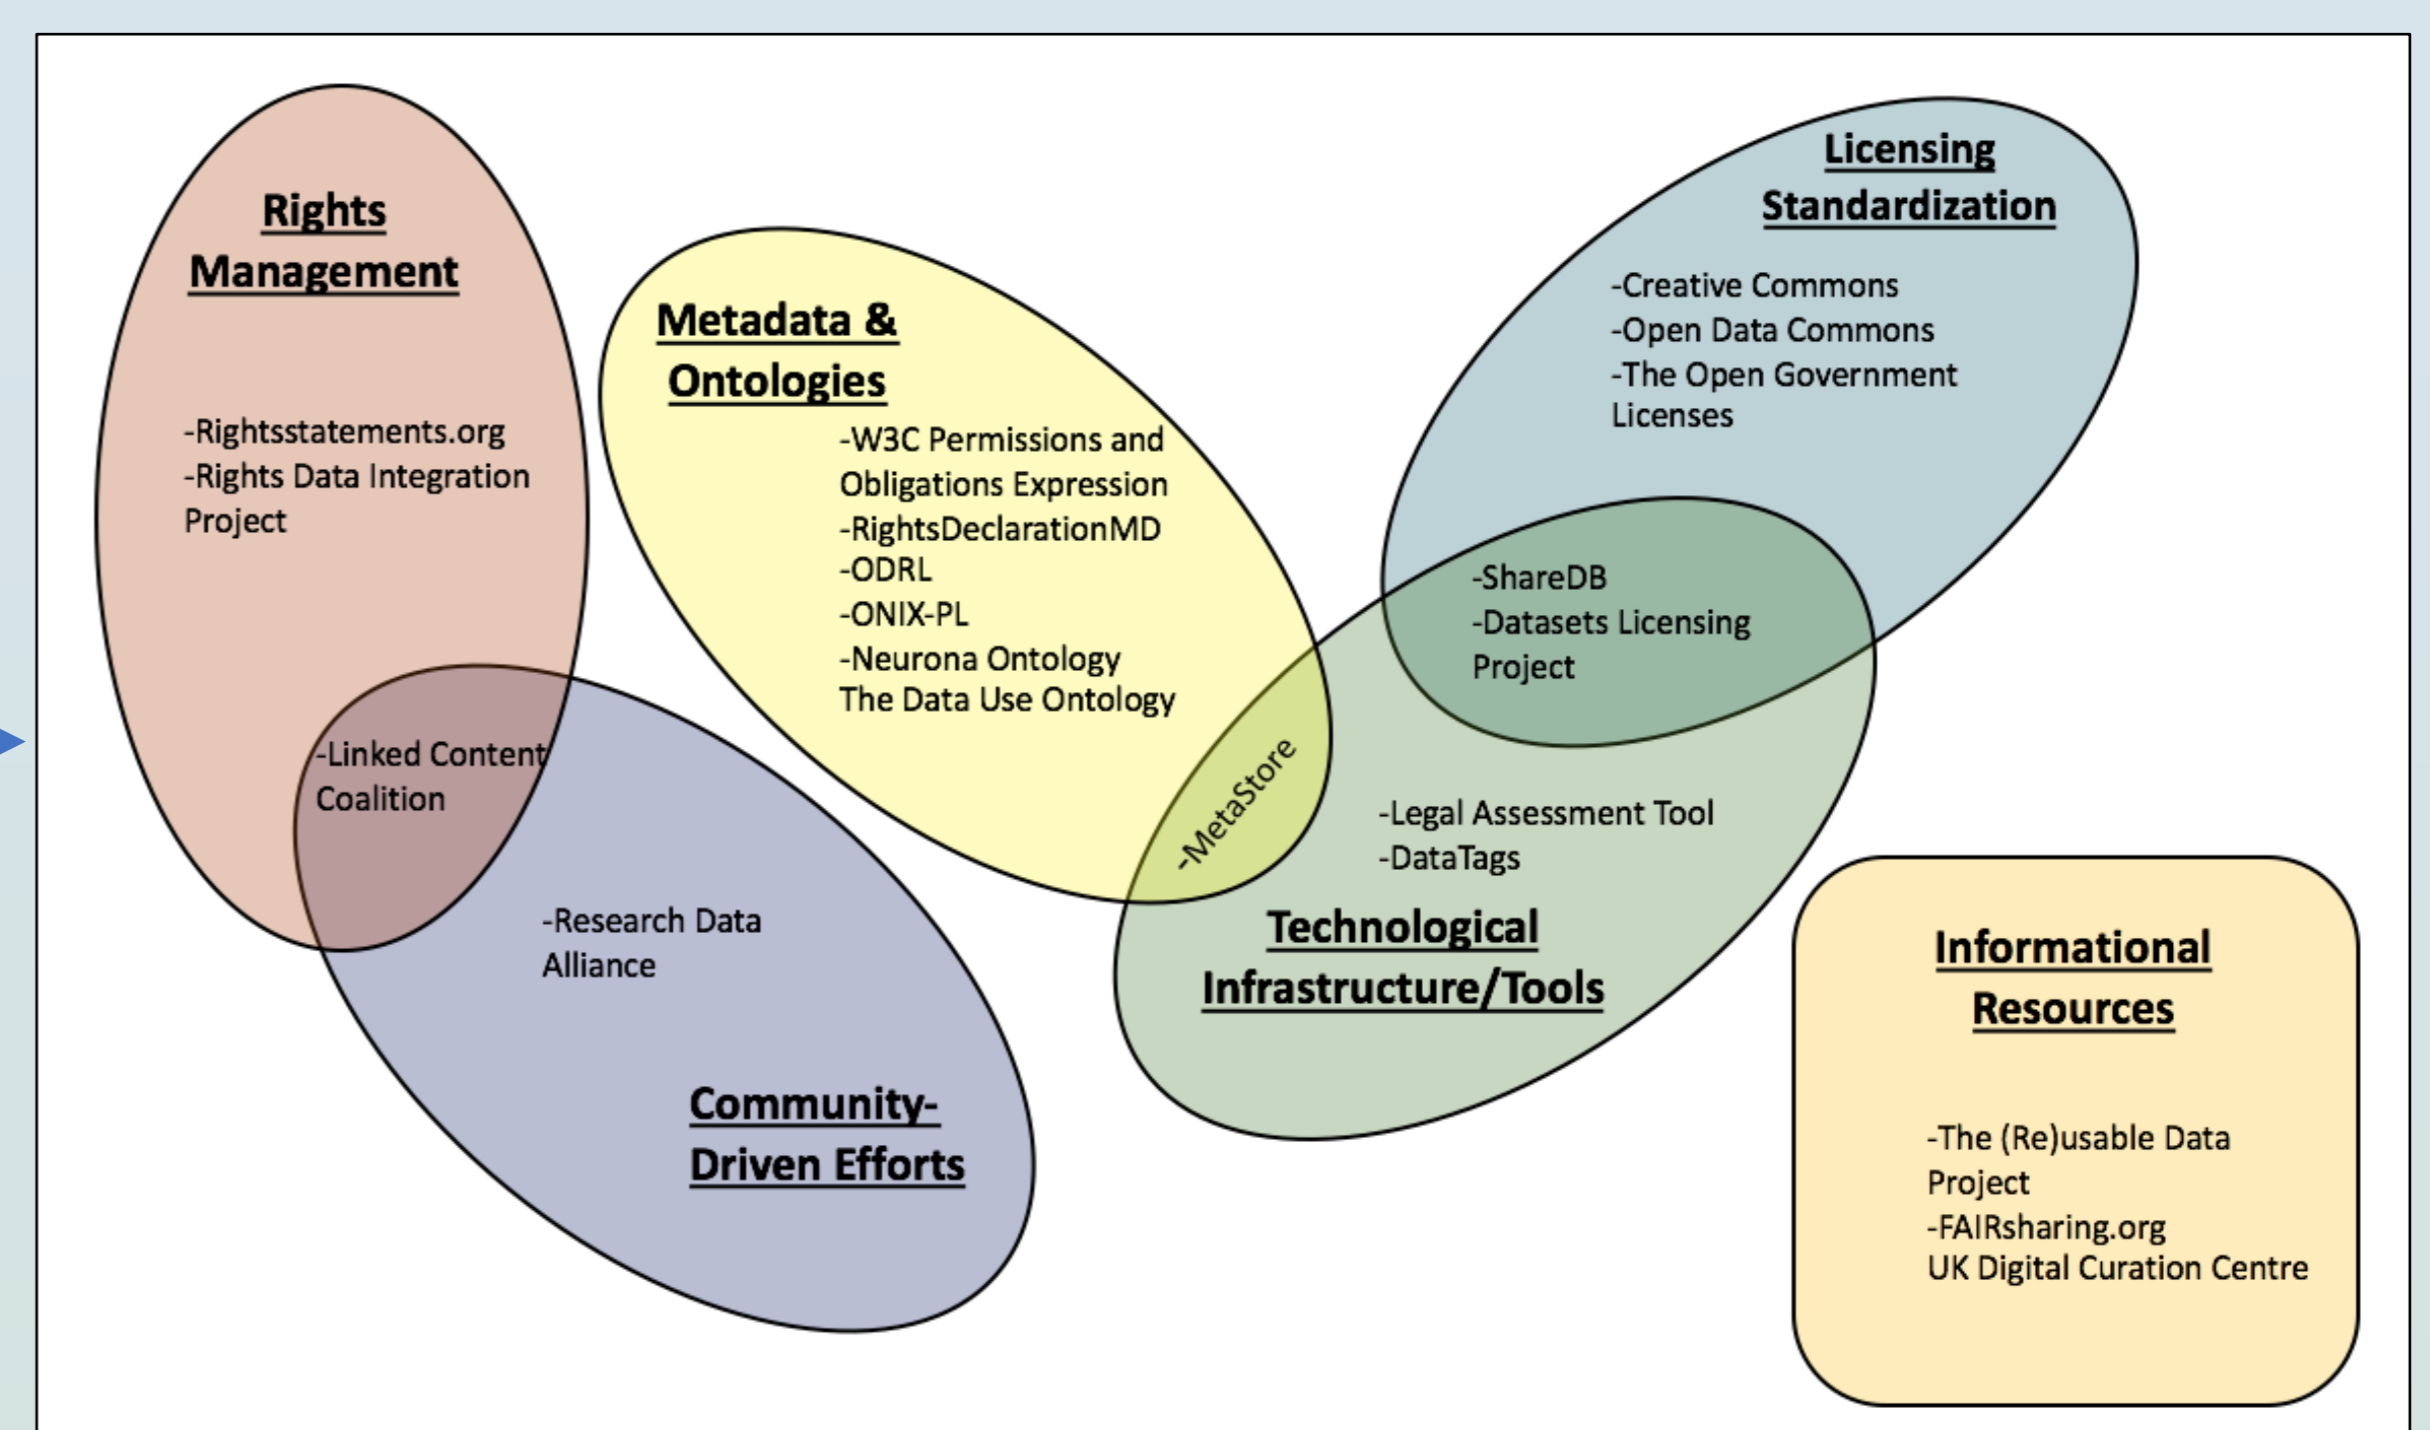 Rights
Management
-Rightsstatements.org
-Rights Data Integration
Project
-Linked Content
Coalition
-Research Data
Alliance
Community-
Driven Efforts
Metadata &
Ontologies
-W3C Permissions and
Obligations Expression
-RightsDeclarationMD
-ODRL
-ONIX-PL
-Neurona Ontology
The Data Use Ontology
-MetaStore
Licensing
Standardization
-Creative Commons
-Open Data Commons
-The Open Government
Licenses
-ShareDB
-Datasets Licensing
Project
-Legal Assessment Tool
-DataTags
Technological
Infrastructure/Tools
Informational
Resources
-The (Re)usable Data
Project
-FAIRsharing.org
UK Digital Curation Centre